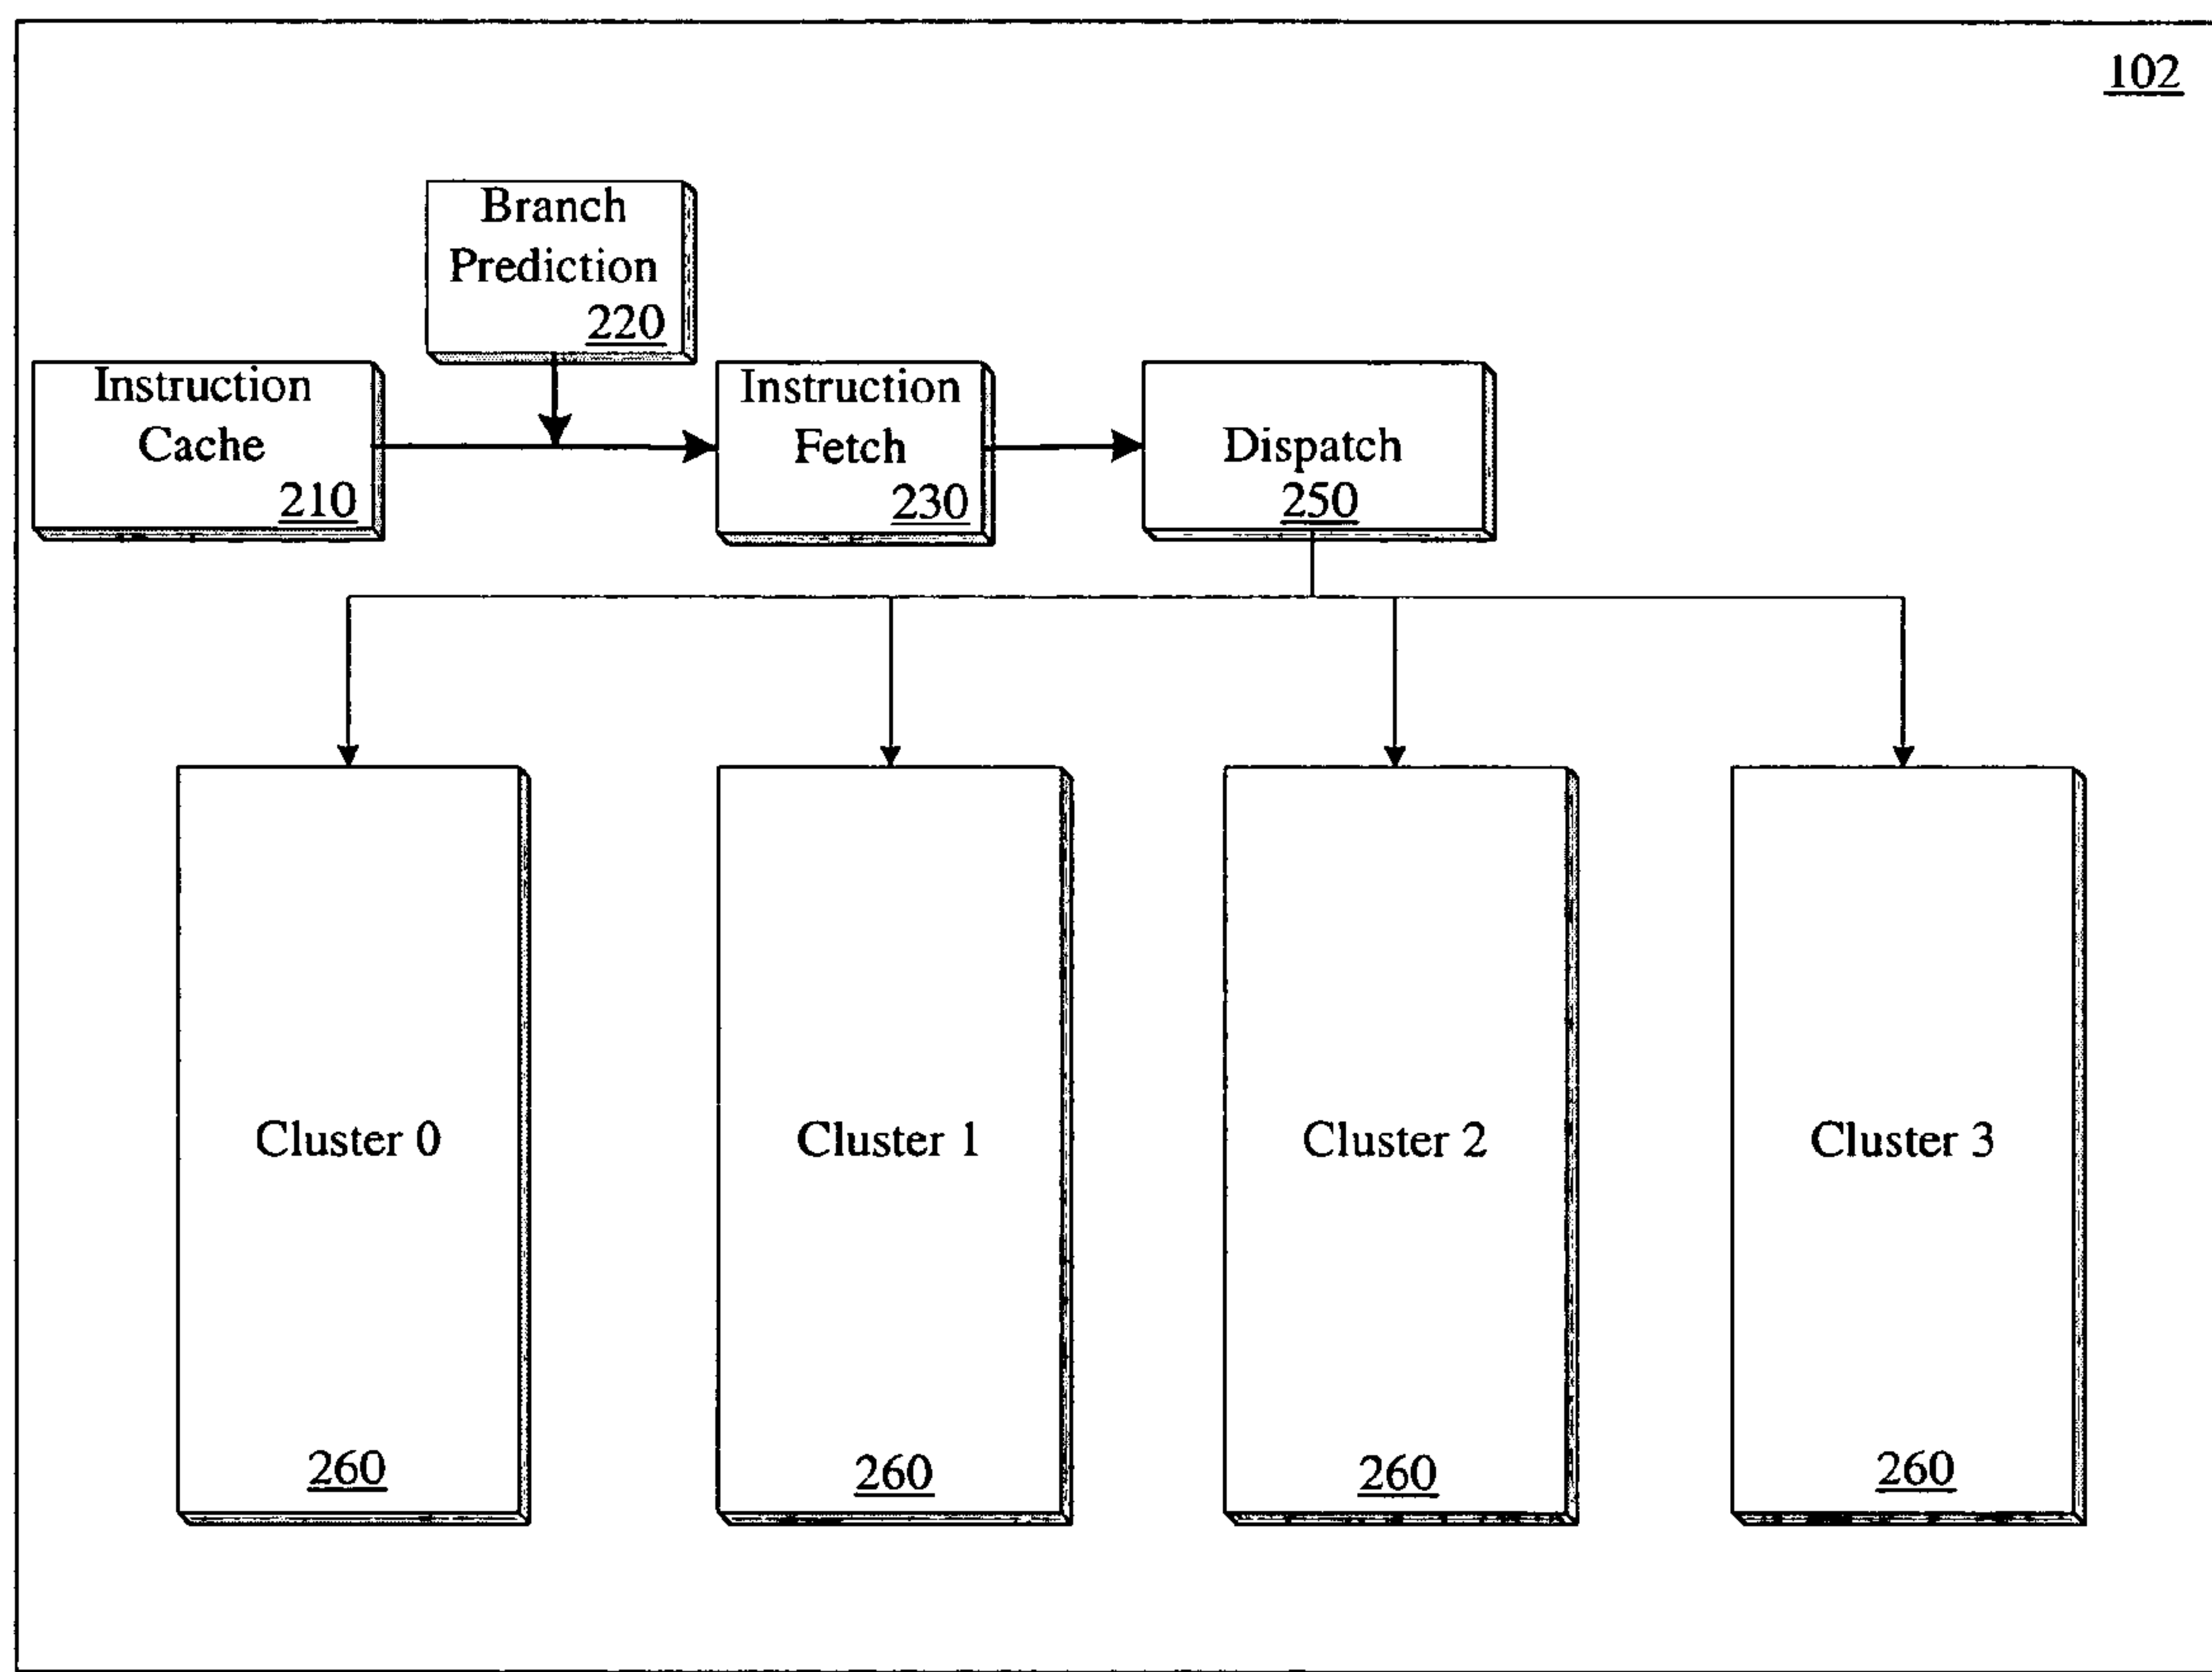 102
Branch
Prediction
220
Instruction
Cache
210
Instruction
Fetch
230
Dispatch
250
Cluster 0
260
Cluster 1
260
Cluster 2
260
Cluster 3
260